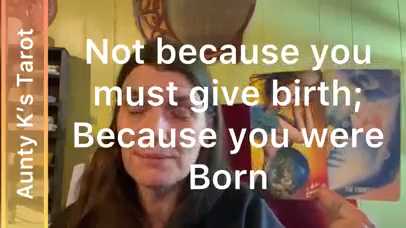 Aunty K's Tarot
Not because you
must give birth;
Because you were
Born